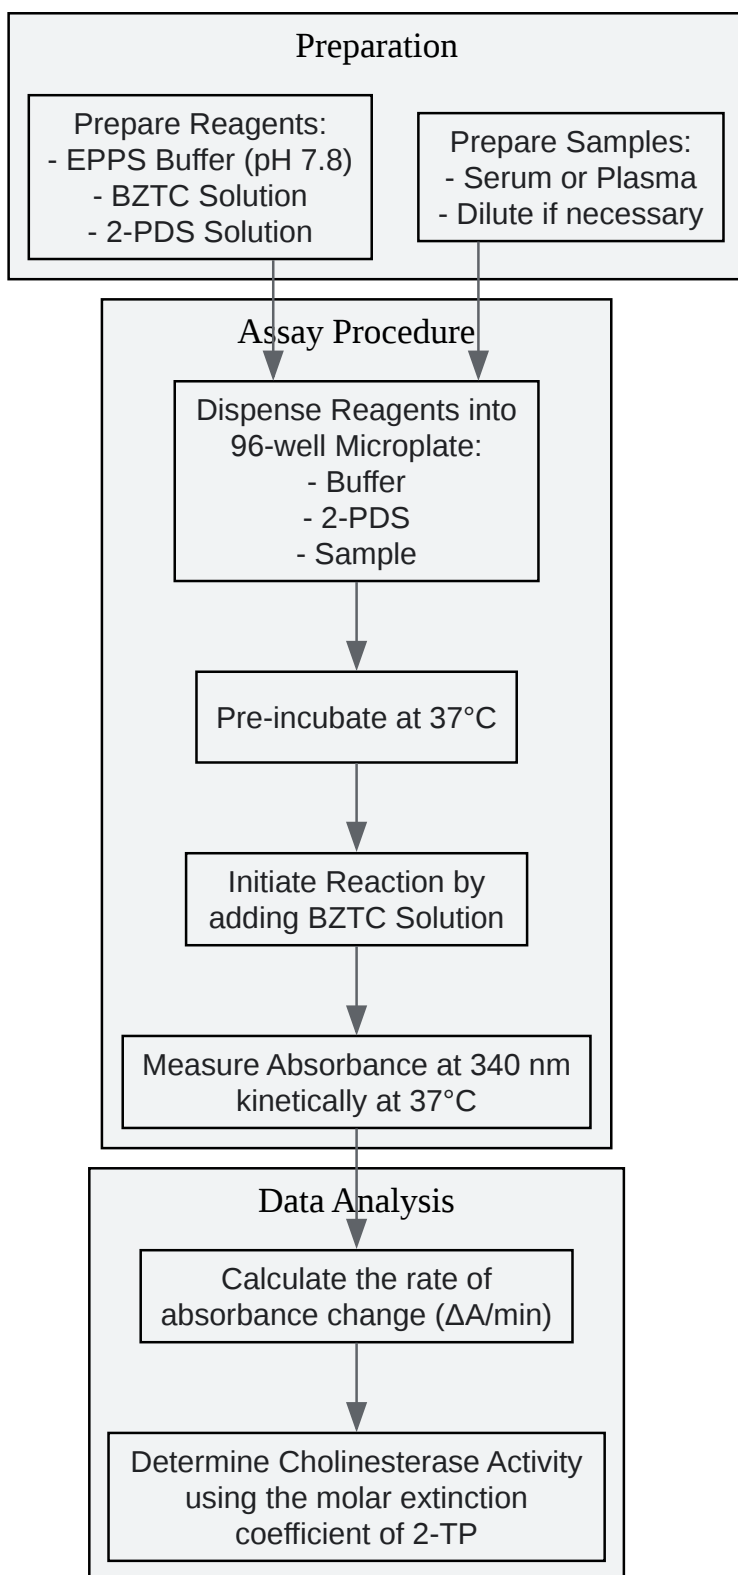 Preparation
Prepare Reagents:
- EPPS Buffer (pH 7.8)
- BZTC Solution
- 2-PDS Solution
Prepare Samples:
- Serum or Plasma
- Dilute if necessary
Assay Procedure
Dispense Reagents into
96-well Microplate:
- Buffer
- 2-PDS
- Sample
Pre-incubate at 37°C
Initiate Reaction by
adding BZTC Solution
Measure Absorbance at 340 nm
kinetically at 37°C
Data Analysis
Calculate the rate of
absorbance change (ΔA/min)
Determine Cholinesterase Activity
using the molar extinction
coefficient of 2-TP